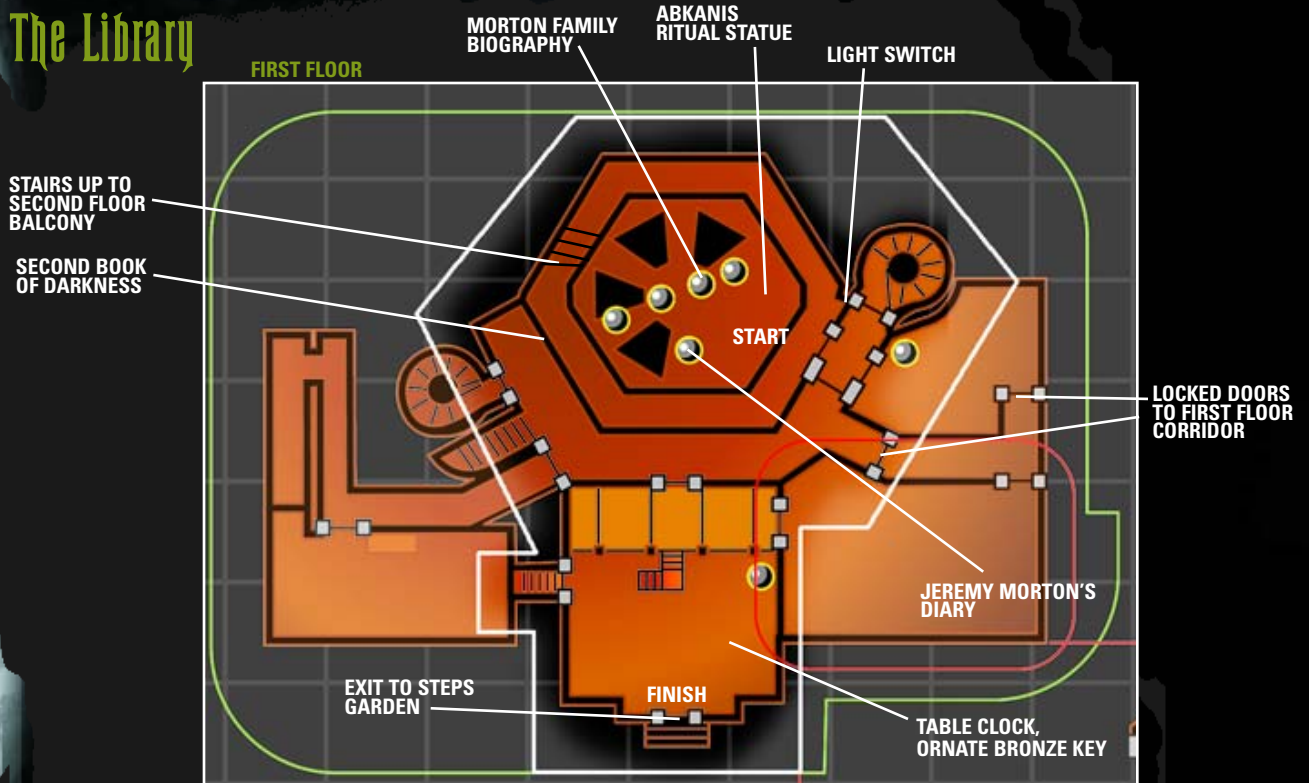 The Library
FIRST FLOOR
MORTON FAMILY
BIOGRAPHY
ABKANIS
RITUAL STATUE
LIGHT SWITCH
STAIRS UP TO
SECOND FLOOR
BALCONY
SECOND BOOK
OF DARKNESS
START
LOCKED DOORS
TO FIRST FLOOR
CORRIDOR
JEREMY MORTON'S
DIARY
EXIT TO STEPS
GARDEN
FINISH
TABLE CLOCK,
ORNATE BRONZE KEY